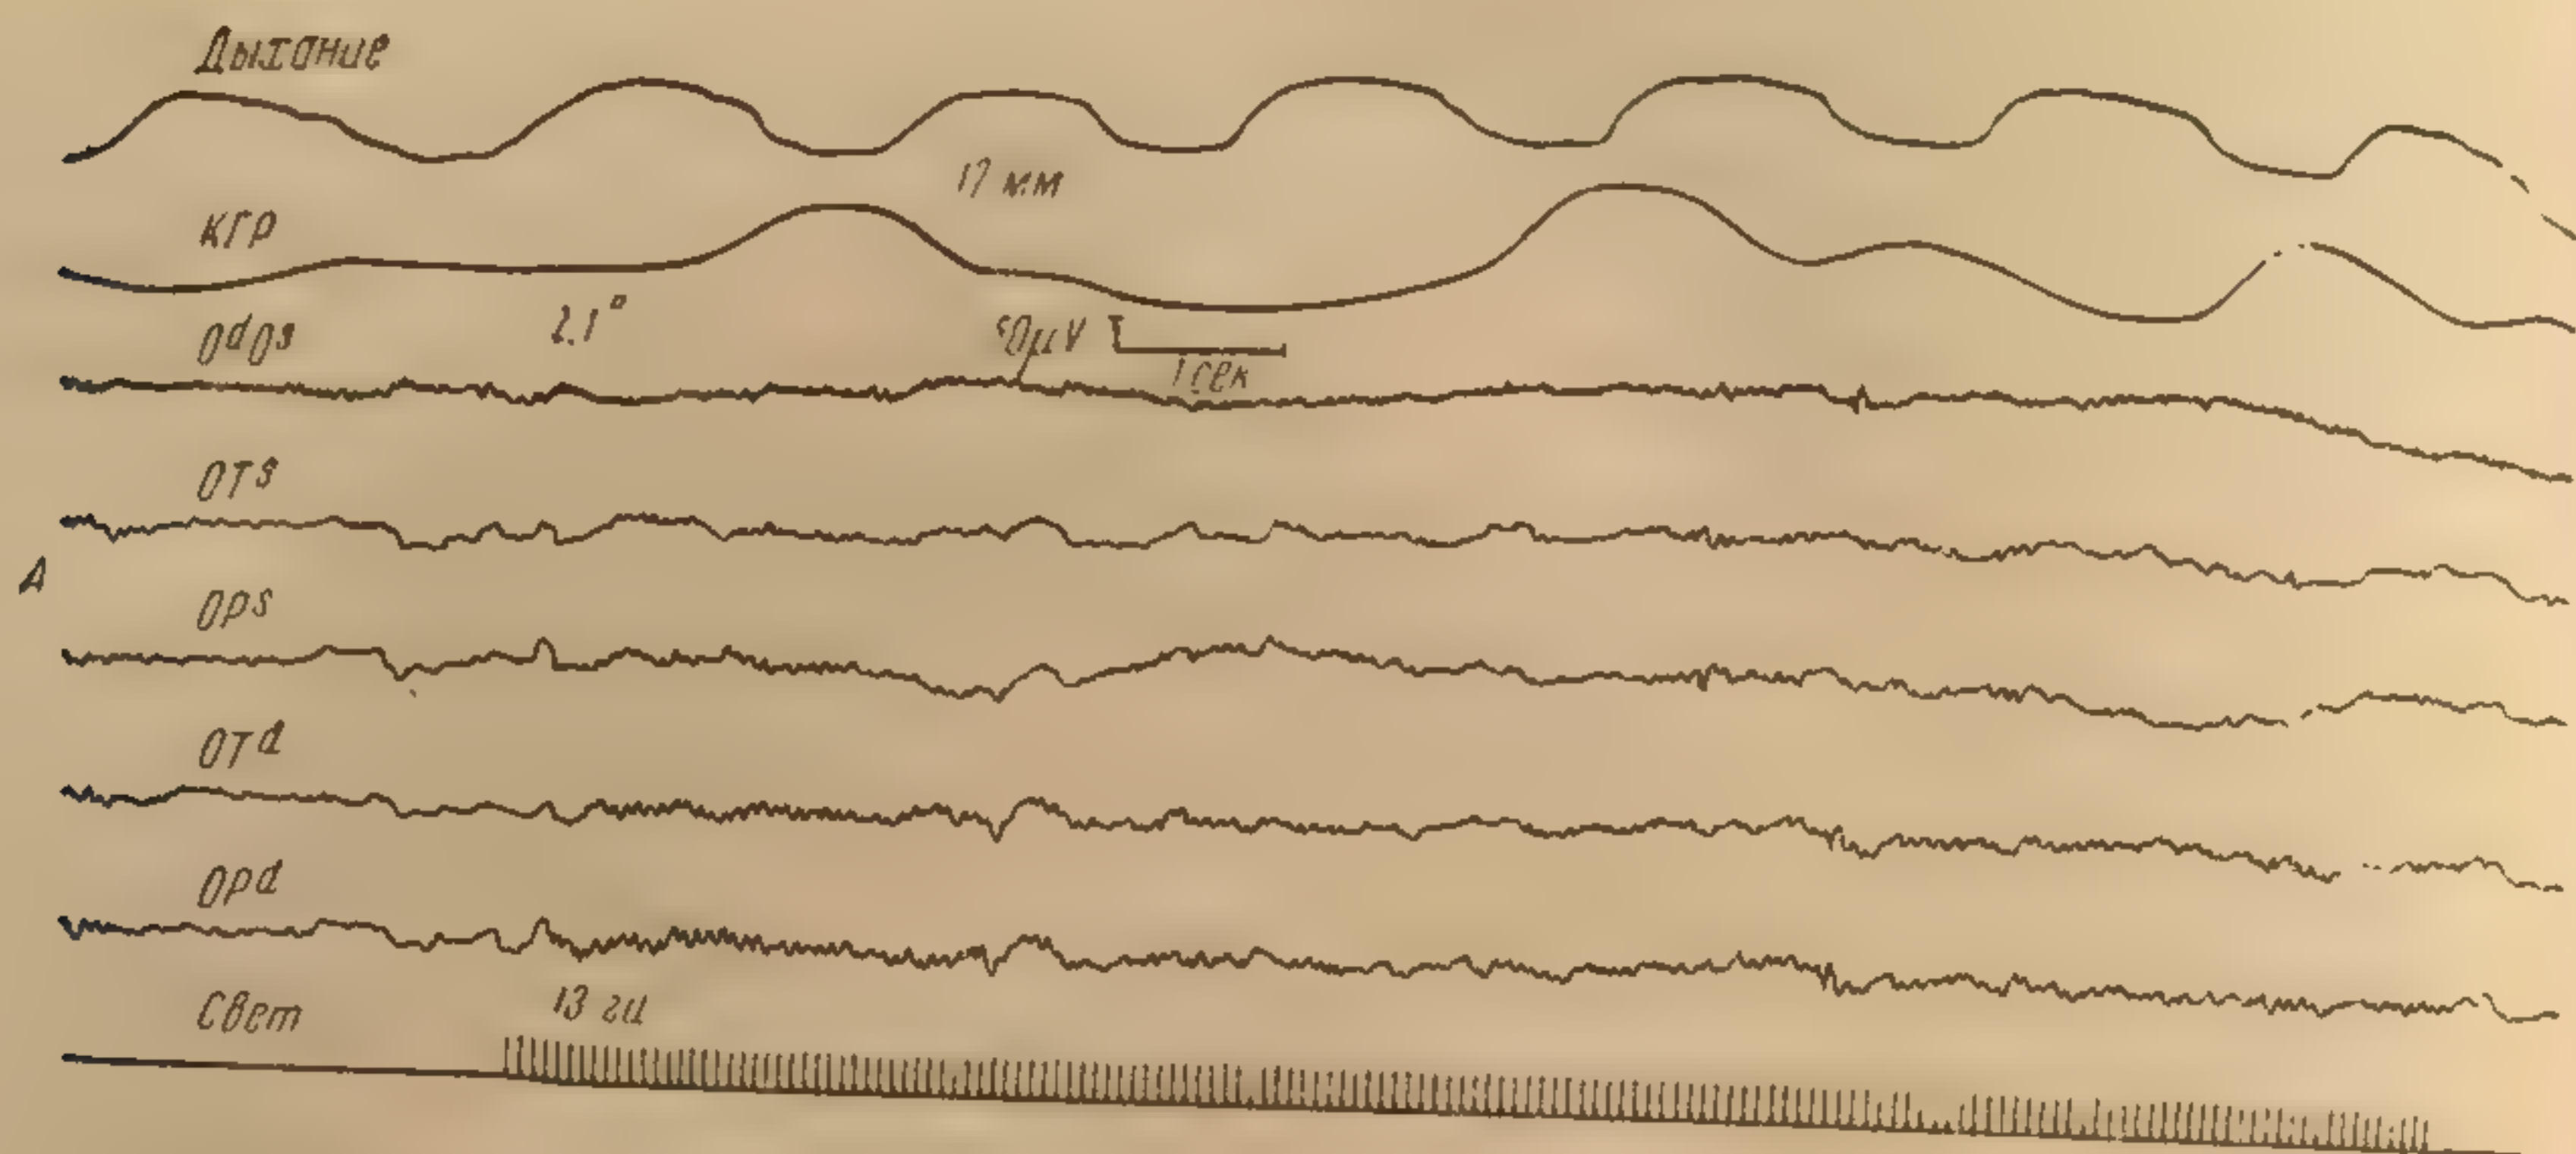 Дыхание
17 мм
КГР
2.1°
OdOs
50μV
1 сек
OTs
A
OPs
OTd
OPd
Свет
13 гц